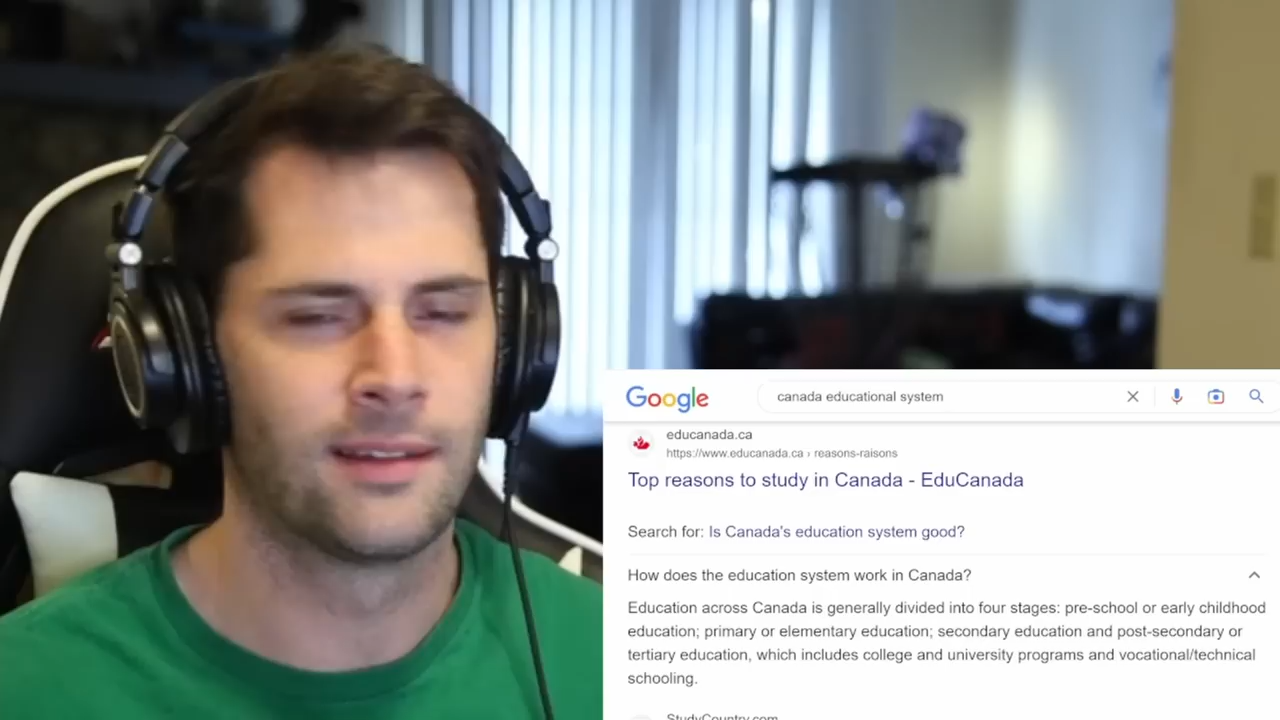 Google
canada educational system
educanada.ca
https://www.educanada.ca › reasons-raisons
Top reasons to study in Canada - EduCanada
Search for: Is Canada's education system good?
How does the education system work in Canada?
Education across Canada is generally divided into four stages: pre-school or early childhood
education; primary or elementary education; secondary education and post-secondary or
tertiary education, which includes college and university programs and vocational/technical
schooling.
StudyCountry.com